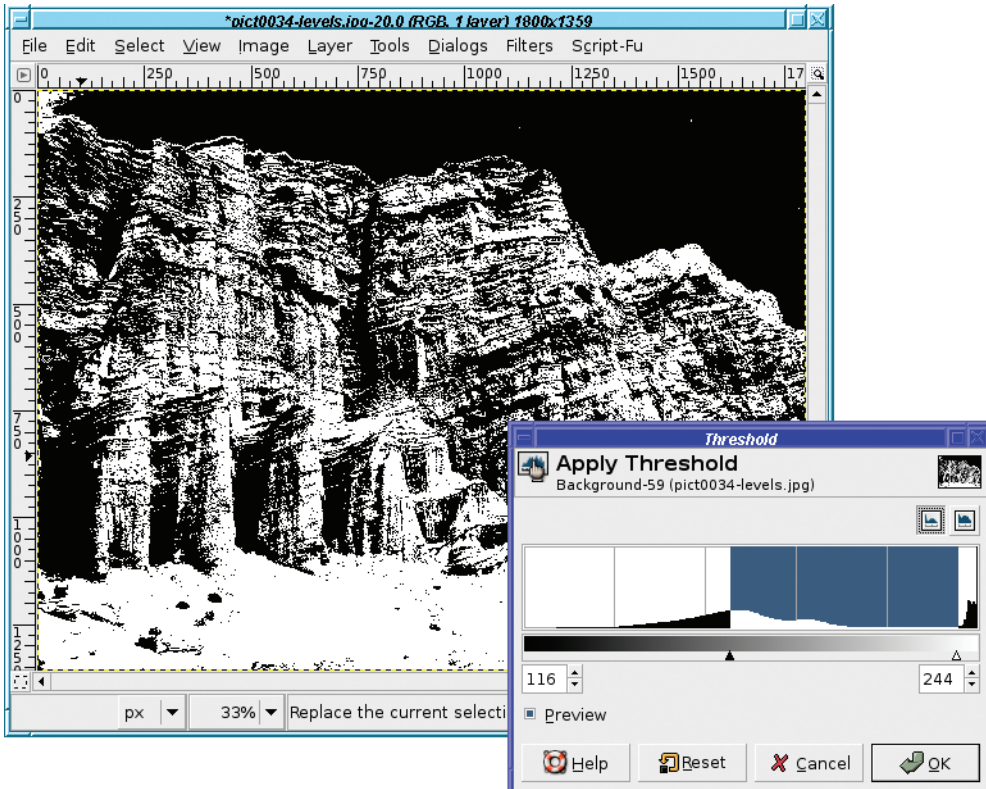 *pict0034-levels.jpg-20.0 (RGB, 1 layer) 1800x1359
File Edit Select View Image Layer Tools Dialogs Filters Script-Fu
0 250 500 750 1000 1250 1500 17
0
250
500
750
1000
1250
px 33% Replace the current selecti
Threshold
Apply Threshold
Background-59 (pict0034-levels.jpg)
116 244
Preview
Help Reset Cancel OK